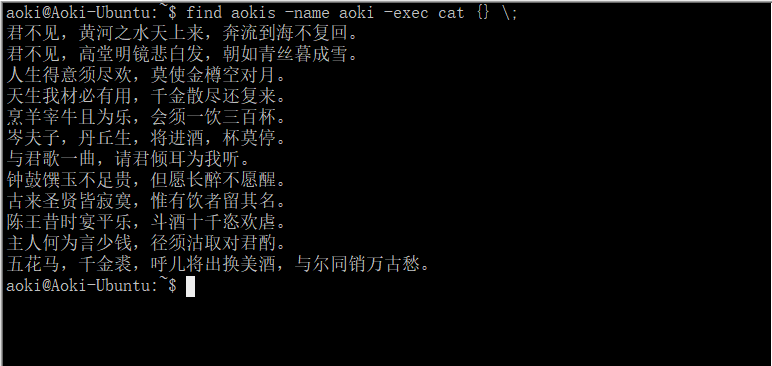 aoki@Aoki-Ubuntu:~$ find aokis -name aoki -exec cat {} \;
君不见，黄河之水天上来，奔流到海不复回。
君不见，高堂明镜悲白发，朝如青丝暮成雪。
人生得意须尽欢，莫使金樽空对月。
天生我材必有用，千金散尽还复来。
烹羊宰牛且为乐，会须一饮三百杯。
岑夫子，丹丘生，将进酒，杯莫停。
与君歌一曲，请君倾耳为我听。
钟鼓馔玉不足贵，但愿长醉不愿醒。
古来圣贤皆寂寞，惟有饮者留其名。
陈王昔时宴平乐，斗酒十千恣欢虐。
主人何为言少钱，径须沽取对君酌。
五花马，千金裘，呼儿将出换美酒，与尔同销万古愁。
aoki@Aoki-Ubuntu:~$